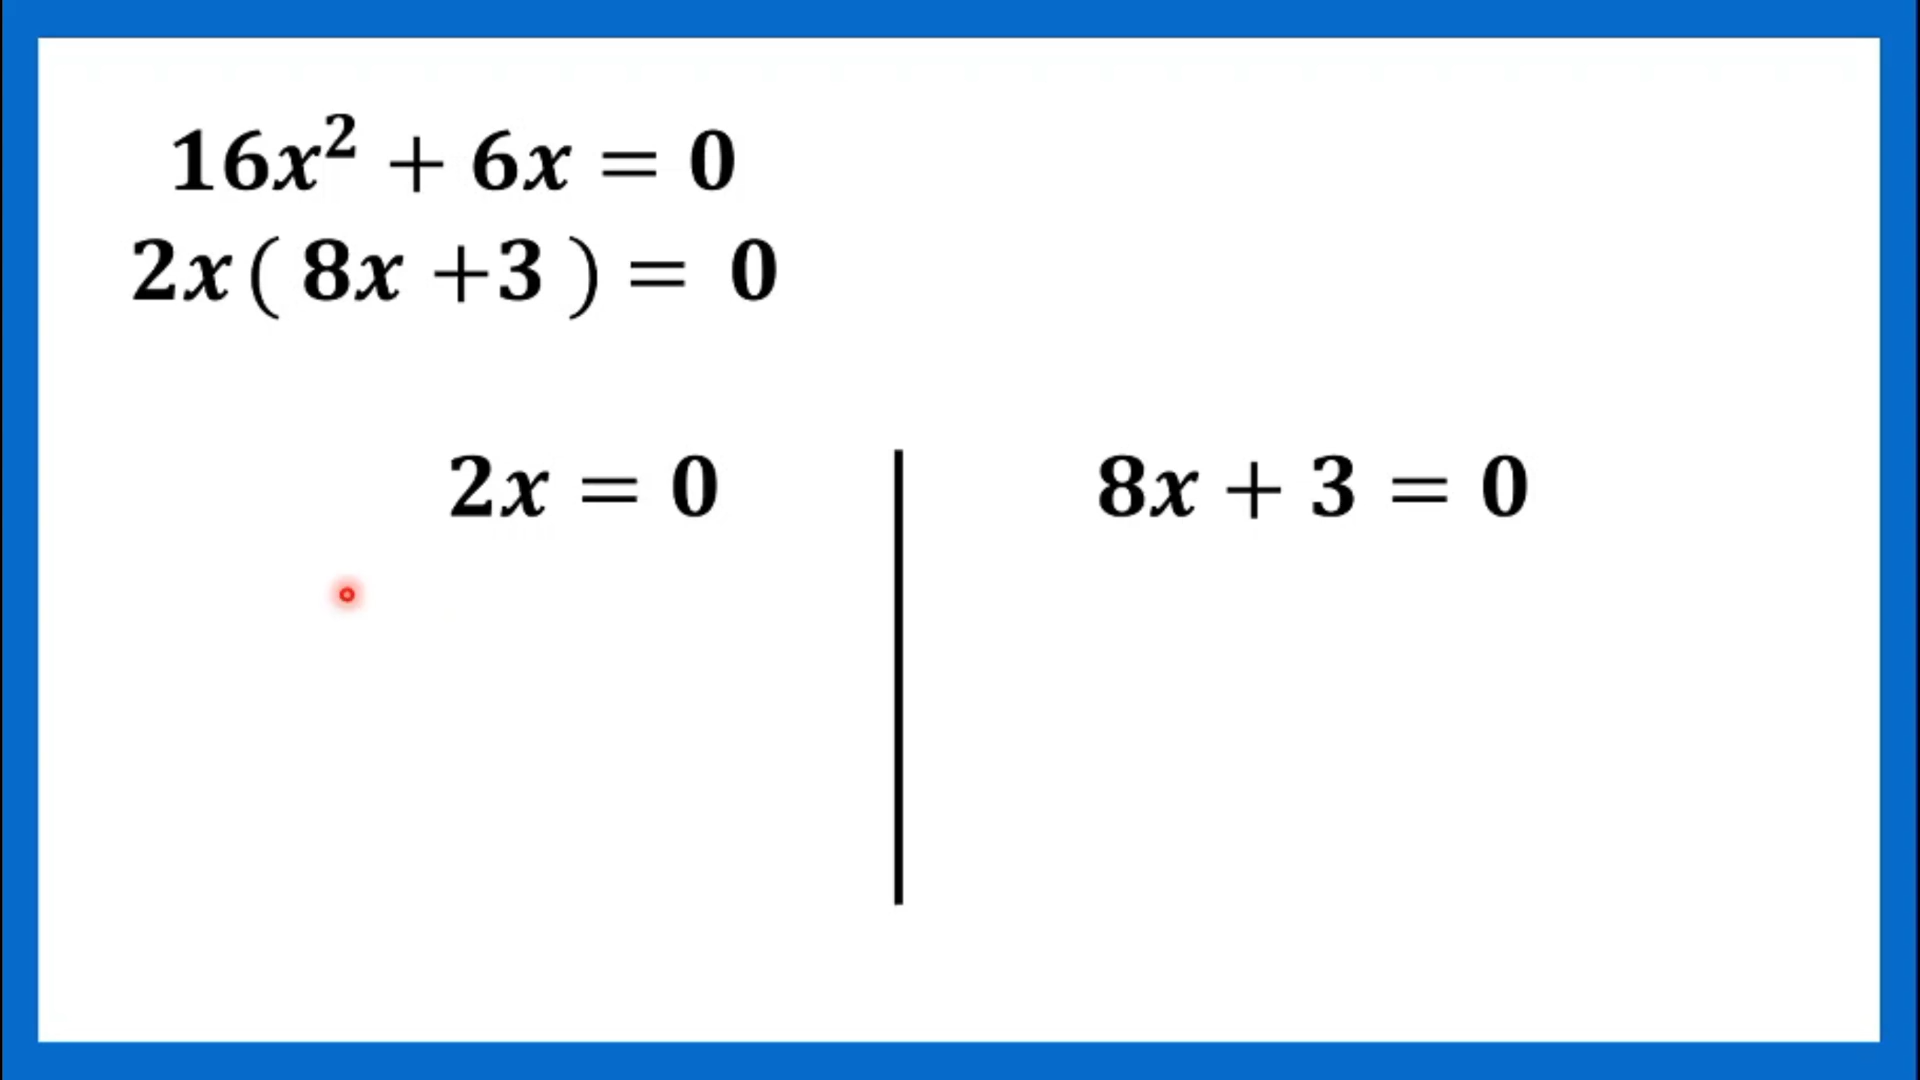 16x² + 6x = 0
2x( 8x +3 ) = 0
2x = 0
8x + 3 = 0